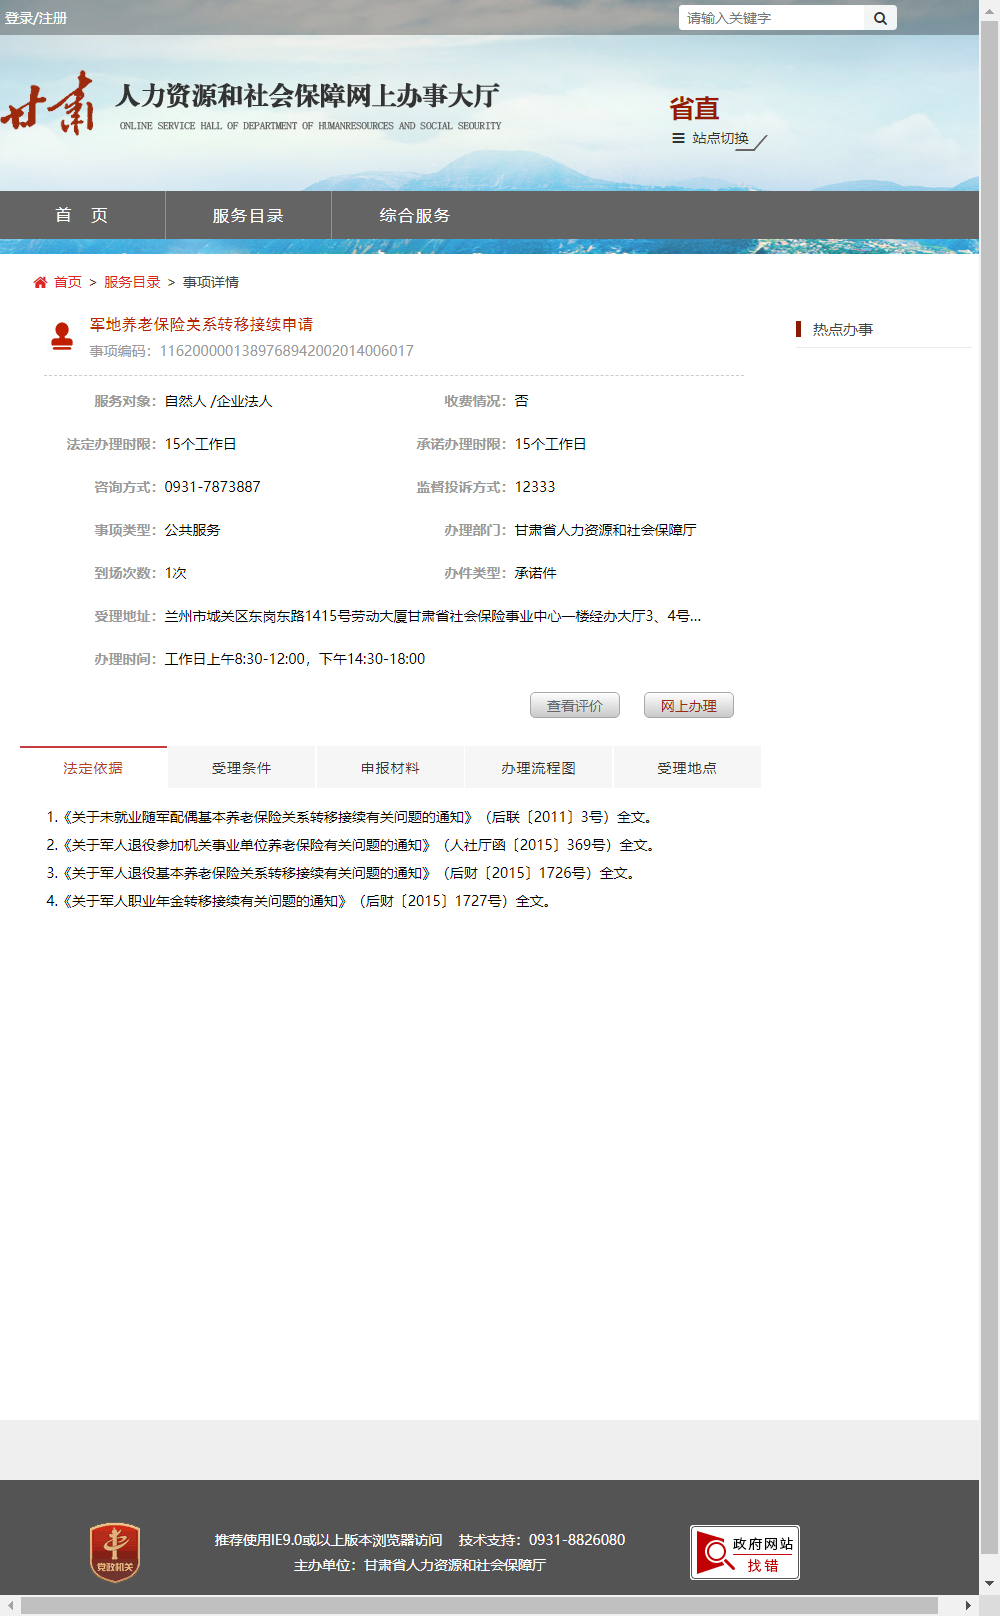 登录/注册
请输入关键字
甘肃 人力资源和社会保障网上办事大厅
ONLINE SERVICE HALL OF DEPARTMENT OF HUMANRESOURCES AND SOCIAL SEOURITY
省直
站点切换
首 页 服务目录 综合服务
首页 > 服务目录 > 事项详情
军地养老保险关系转移接续申请
事项编码：11620000013897689420020140060​17
热点办事
服务对象：自然人 /企业法人 收费情况：否
法定办理时限：15个工作日 承诺办理时限：15个工作日
咨询方式：0931-7873887 监督投诉方式：12333
事项类型：公共服务 办理部门：甘肃省人力资源和社会保障厅
到场次数：1次 办件类型：承诺件
受理地址：兰州市城关区东岗东路1415号劳动大厦甘肃省社会保险事业中心一楼经办大厅3、4号...
办理时间：工作日上午8:30-12:00，下午14:30-18:00
查看评价 网上办理
法定依据 受理条件 申报材料 办理流程图 受理地点
1.《关于未就业随军配偶基本养老保险关系转移接续有关问题的通知》（后联〔2011〕3号）全文。
2.《关于军人退役参加机关事业单位养老保险有关问题的通知》（人社厅函〔2015〕369号）全文。
3.《关于军人退役基本养老保险关系转移接续有关问题的通知》（后财〔2015〕1726号）全文。
4.《关于军人职业年金转移接续有关问题的通知》（后财〔2015〕1727号）全文。
党政机关
推荐使用IE9.0或以上版本浏览器访问 技术支持：0931-8826080
主办单位：甘肃省人力资源和社会保障厅
政府网站
找错